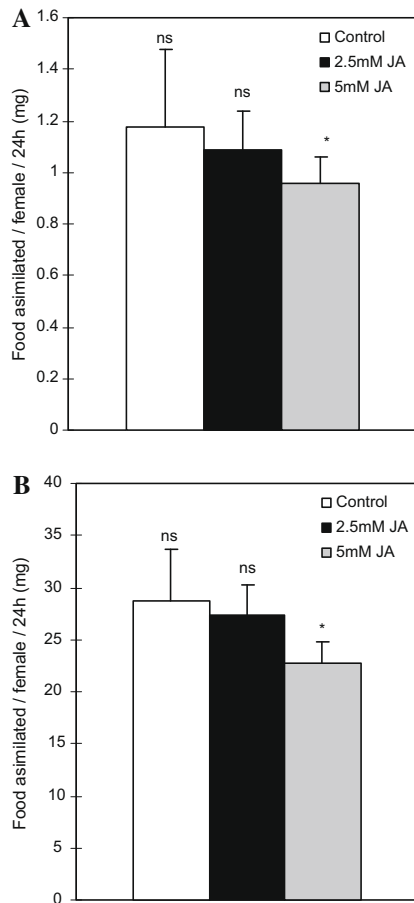 A
1.6
1.4
1.2
1
0.8
0.6
0.4
0.2
0
Food asimilated / female / 24h (mg)
Control
2.5mM JA
5mM JA
ns
ns
*
B
40
35
30
25
20
15
10
5
0
Food asimilated / female / 24h (mg)
Control
2.5mM JA
5mM JA
ns
ns
*